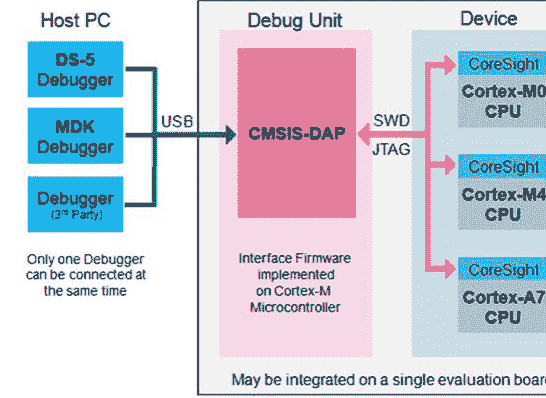 Host PC
DS-5
Debugger
MDK
Debugger
Debugger
(3rd Party)
Only one Debugger
can be connected at
the same time
USB
Debug Unit
CMSIS-DAP
Interface Firmware
implemented
on Cortex-M
Microcontroller
SWD
JTAG
Device
CoreSight
Cortex-M0
CPU
CoreSight
Cortex-M4
CPU
CoreSight
Cortex-A7
CPU
May be integrated on a single evaluation board